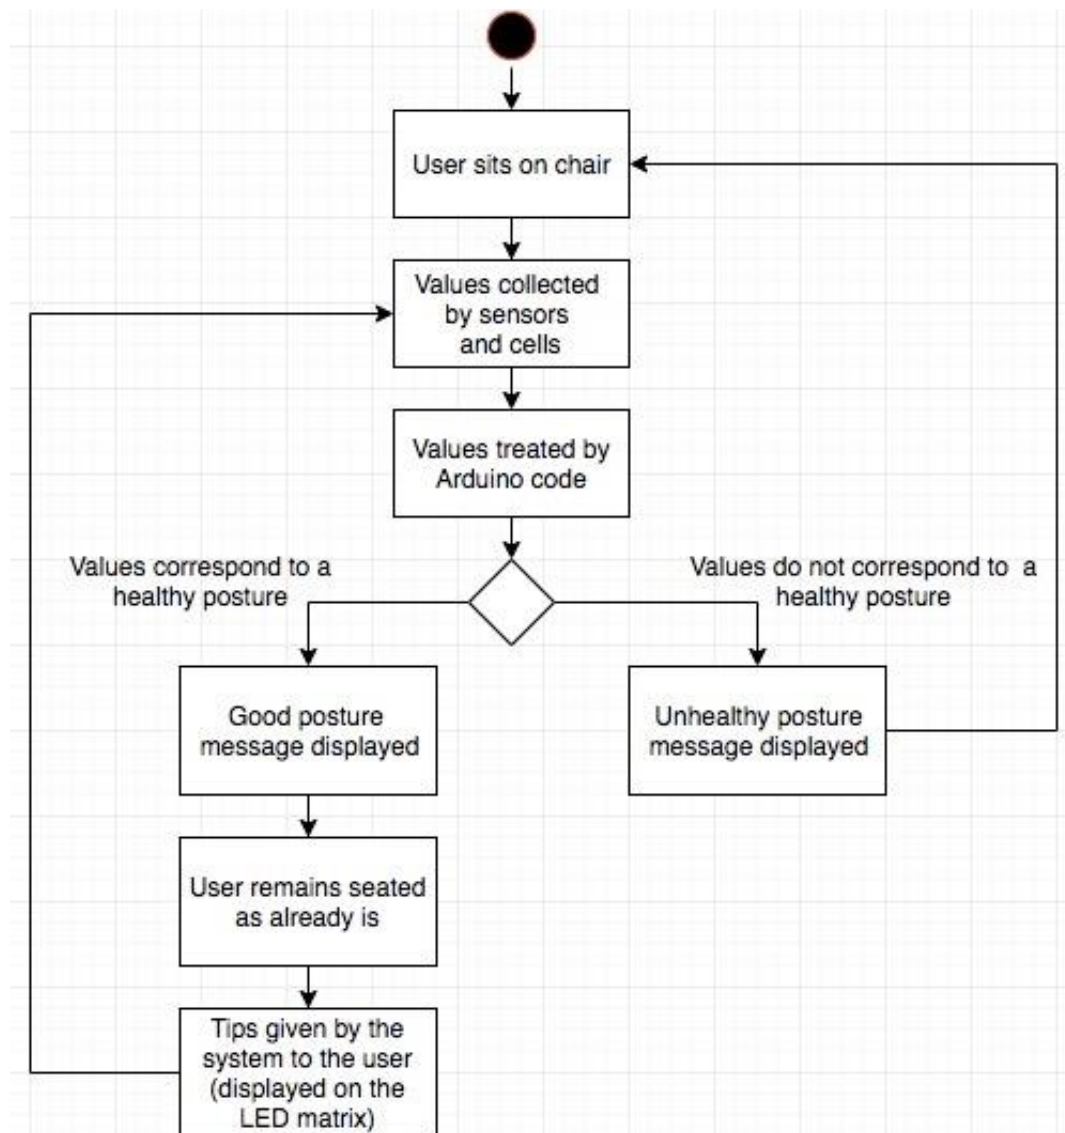 User sits on chair
Values collected
by sensors
and cells
Values treated by
Arduino code
Values correspond to a
healthy posture
Values do not correspond to a
healthy posture
Good posture
message displayed
Unhealthy posture
message displayed
User remains seated
as already is
Tips given by the
system to the user
(displayed on the
LED matrix)